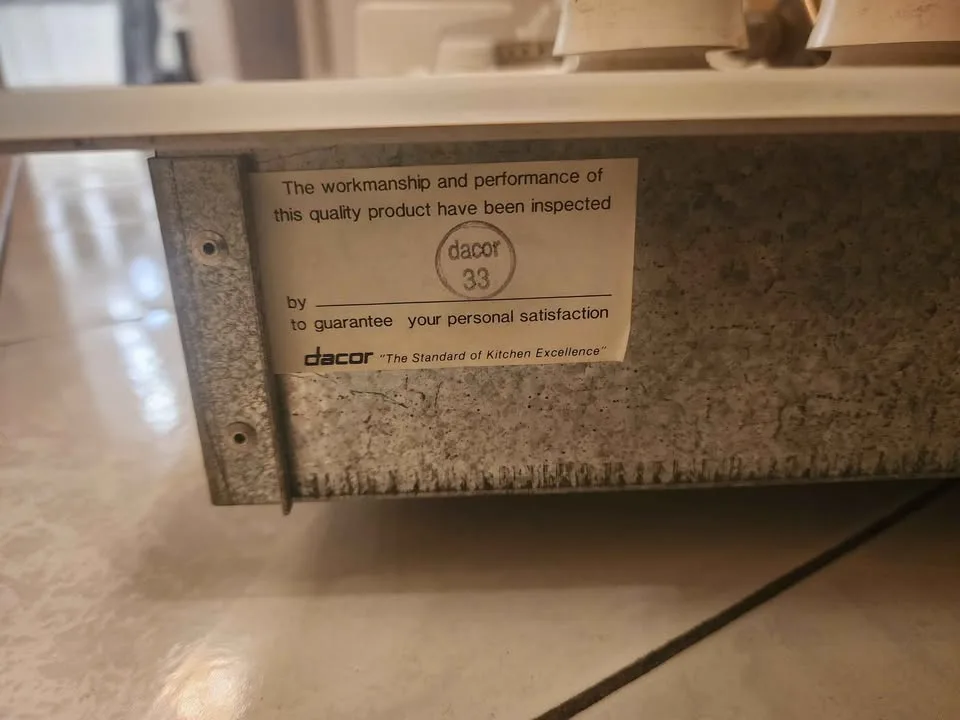 The workmanship and performance of
this quality product have been inspected
dacor
33
by
to guarantee your personal satisfaction
dacor "The Standard of Kitchen Excellence"